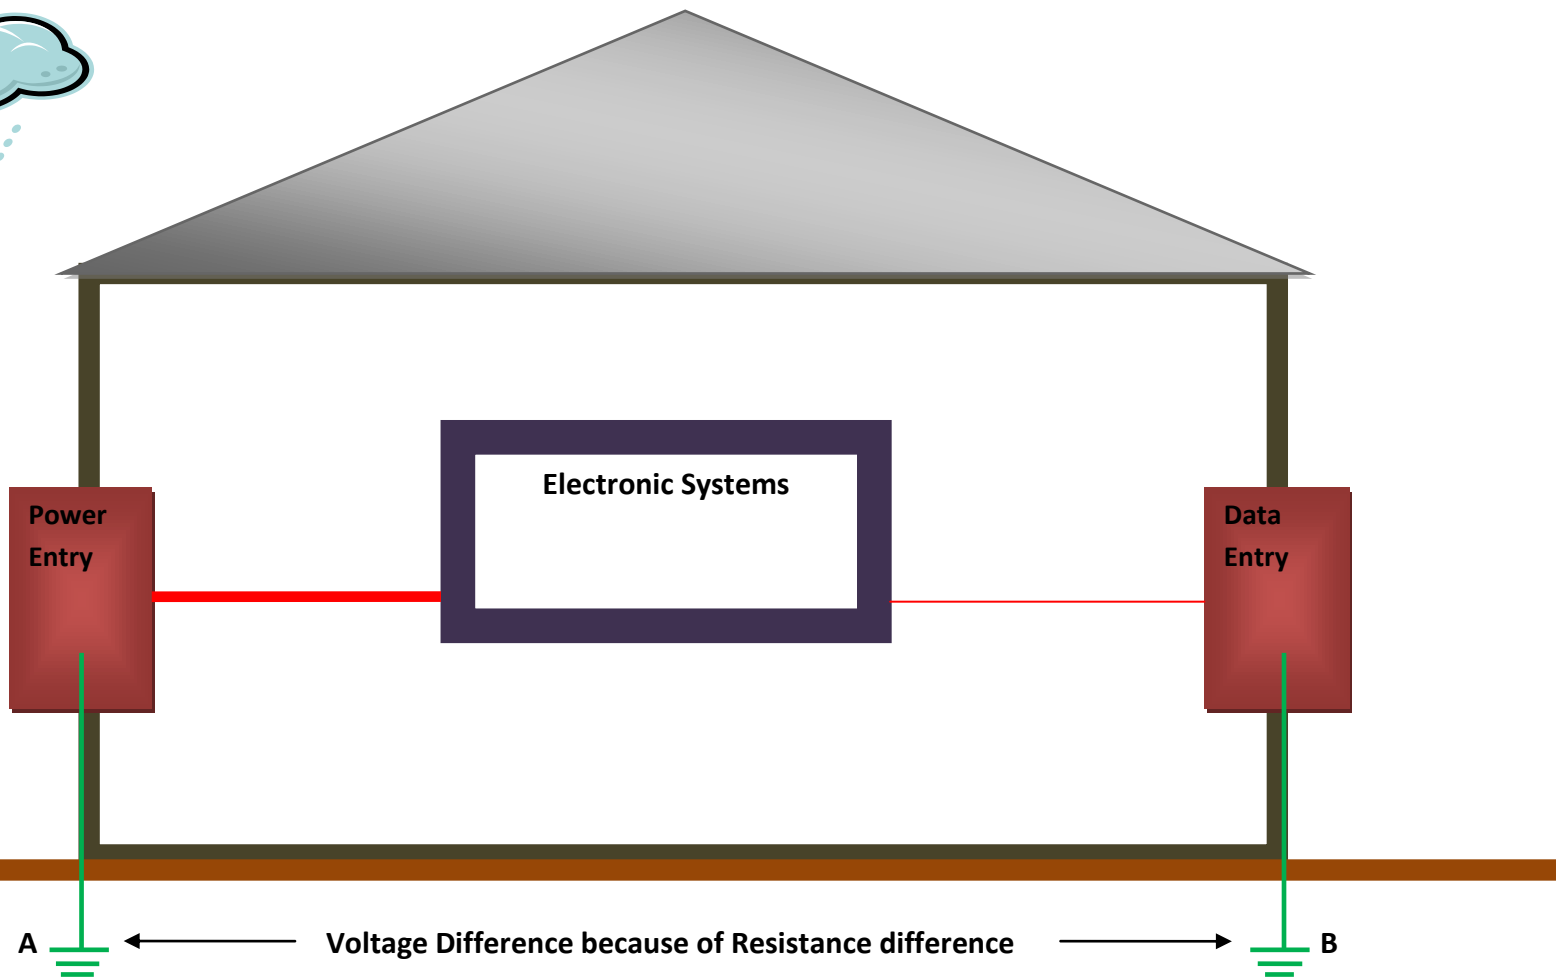 Electronic Systems
Power
Entry
Data
Entry
A
Voltage Difference because of Resistance difference
B